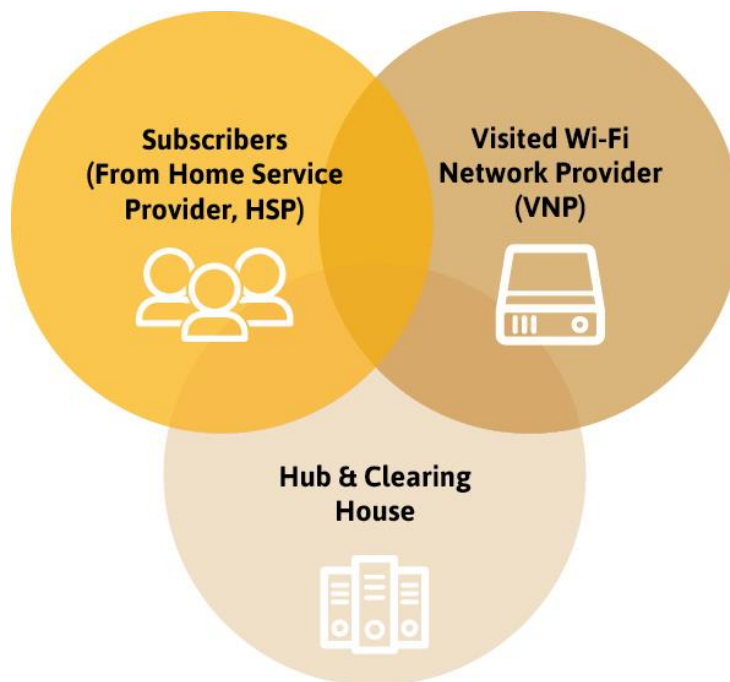 Subscribers
(From Home Service
Provider, HSP)
Visited Wi-Fi
Network Provider
(VNP)
Hub & Clearing
House